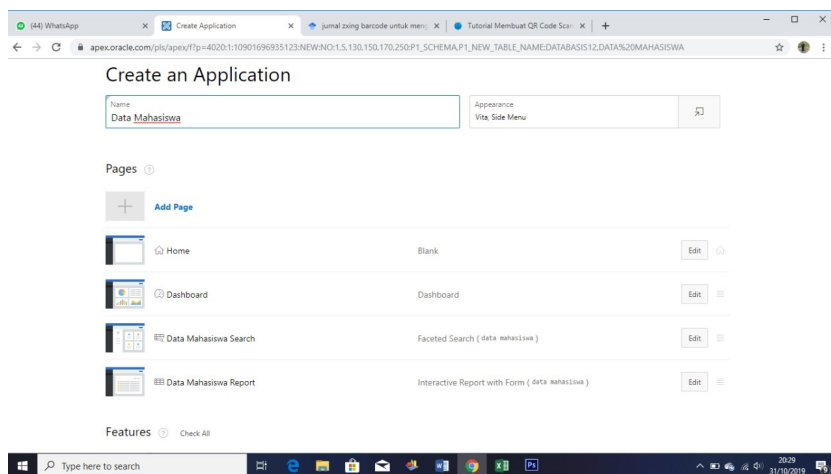 (44) WhatsApp
Create Application
jurnal zxing barcode untuk meng
Tutorial Membuat QR Code Scan
apex.oracle.com/pls/apex/f?p=4020:1:10901696935123:NEW:NO:1,5,130,150,170,250:P1_SCHEMA,P1_NEW_TABLE_NAME:DATABASIS12,DATA%20MAHASISWA
Create an Application
Name
Data Mahasiswa
Appearance
Vita, Side Menu
Pages
Add Page
Home Blank Edit
Dashboard Dashboard Edit
Data Mahasiswa Search Faceted Search ( data mahasiswa ) Edit
Data Mahasiswa Report Interactive Report with Form ( data mahasiswa ) Edit
Features Check All
Type here to search
20:29
31/10/2019